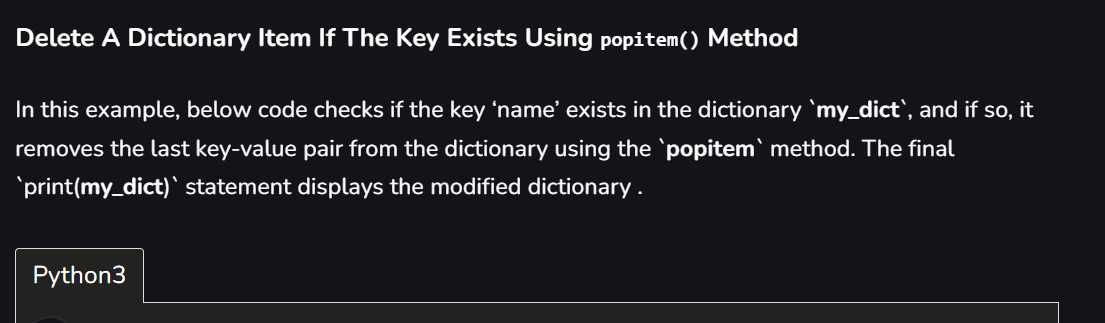 Delete A Dictionary Item If The Key Exists Using popitem() Method
In this example, below code checks if the key ‘name’ exists in the dictionary `my_dict`, and if so, it
removes the last key-value pair from the dictionary using the `popitem` method. The final
`print(my_dict)` statement displays the modified dictionary .
Python3